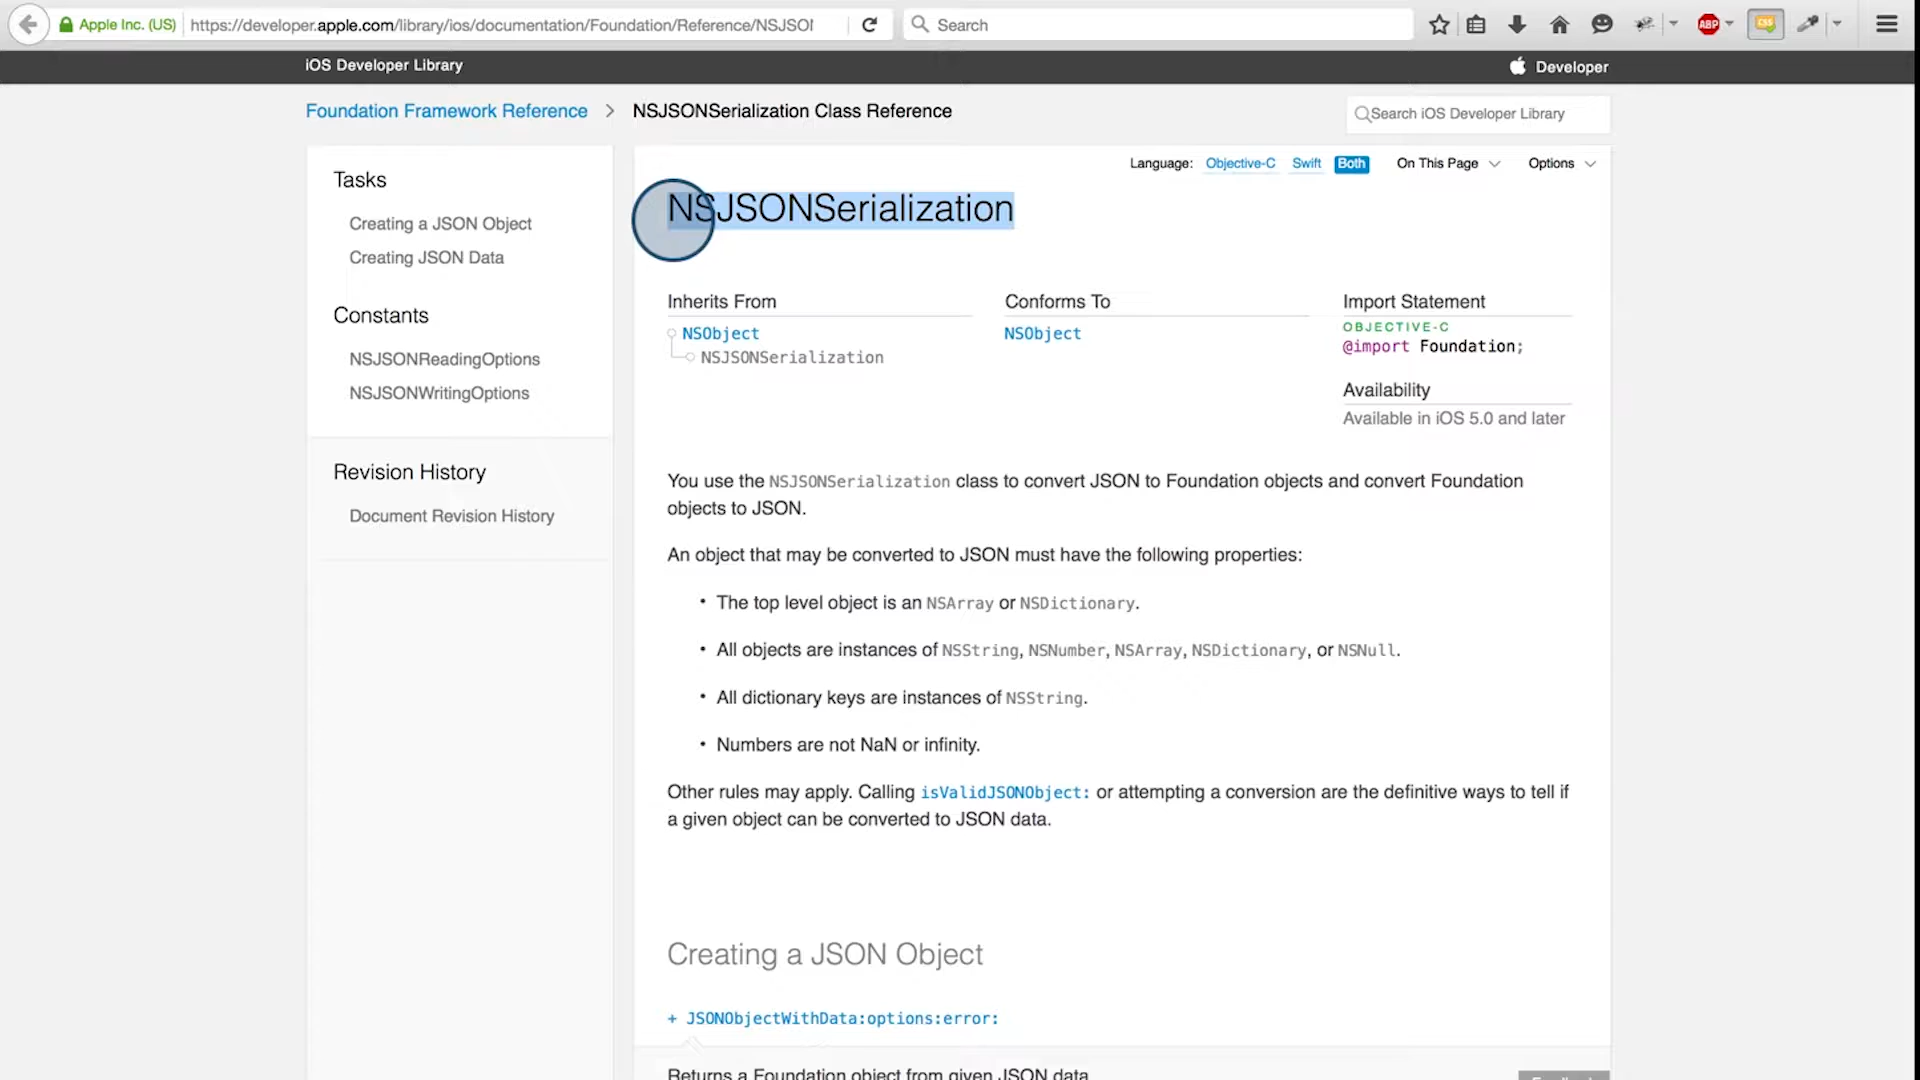 Apple Inc. (US)
https://developer.apple.com/library/ios/documentation/Foundation/Reference/NSJSO
Search
ABP
CSS
iOS Developer Library
Developer
Foundation Framework Reference > NSJSONSerialization Class Reference
Search iOS Developer Library
Tasks
Creating a JSON Object
Creating JSON Data
Constants
NSJSONReadingOptions
NSJSONWritingOptions
Revision History
Document Revision History
Language: Objective-C Swift Both On This Page Options
NSJSONSerialization
Inherits From
NSObject
NSJSONSerialization
Conforms To
NSObject
Import Statement
OBJECTIVE-C
@import Foundation;
Availability
Available in iOS 5.0 and later
You use the NSJSONSerialization class to convert JSON to Foundation objects and convert Foundation
objects to JSON.
An object that may be converted to JSON must have the following properties:
• The top level object is an NSArray or NSDictionary.
• All objects are instances of NSString, NSNumber, NSArray, NSDictionary, or NSNull.
• All dictionary keys are instances of NSString.
• Numbers are not NaN or infinity.
Other rules may apply. Calling isValidJSONObject: or attempting a conversion are the definitive ways to tell if
a given object can be converted to JSON data.
Creating a JSON Object
+ JSONObjectWithData:options:error:
Returns a Foundation object from given JSON data